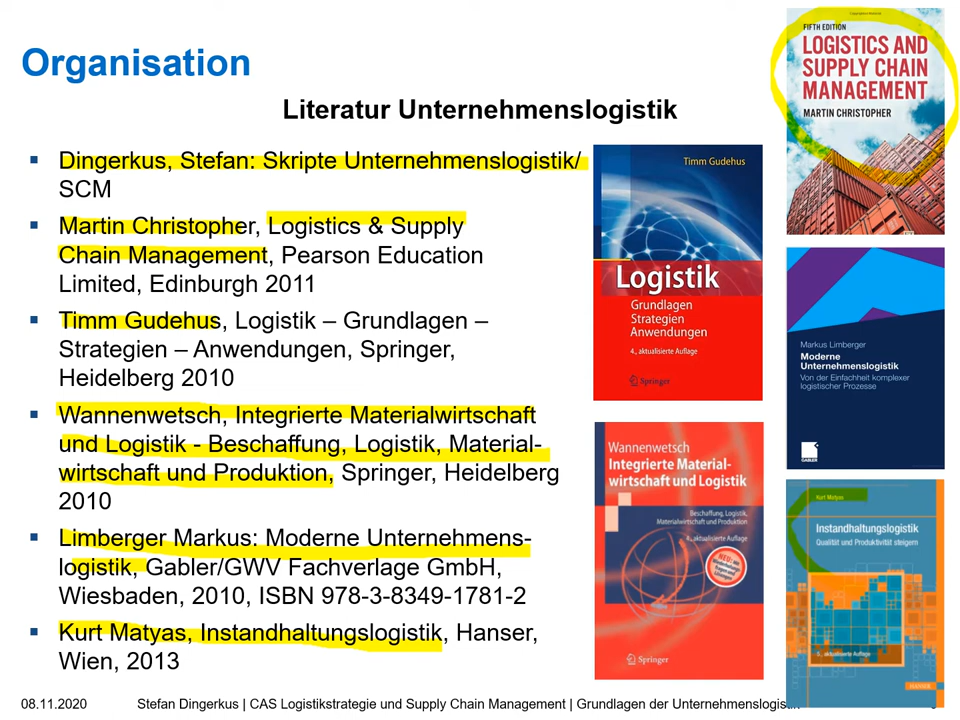 Organisation
Literatur Unternehmenslogistik
Dingerkus, Stefan: Skripte Unternehmenslogistik/
SCM
Martin Christopher, Logistics & Supply
Chain Management, Pearson Education
Limited, Edinburgh 2011
Timm Gudehus, Logistik – Grundlagen –
Strategien – Anwendungen, Springer,
Heidelberg 2010
Wannenwetsch, Integrierte Materialwirtschaft
und Logistik - Beschaffung, Logistik, Material-
wirtschaft und Produktion, Springer, Heidelberg
2010
Limberger Markus: Moderne Unternehmens-
logistik, Gabler/GWV Fachverlage GmbH,
Wiesbaden, 2010, ISBN 978-3-8349-1781-2
Kurt Matyas, Instandhaltungslogistik, Hanser,
Wien, 2013
FIFTH EDITION
LOGISTICS AND
SUPPLY CHAIN
MANAGEMENT
MARTIN CHRISTOPHER
Timm Gudehus
Logistik
Grundlagen
Strategien
Anwendungen
4., aktualisierte Auflage
Springer
Markus Limberger
Moderne
Unternehmenslogistik
Von der Einfachheit komplexer
logistischer Prozesse
GABLER
Wannenwetsch
Integrierte Material-
wirtschaft und Logistik
Beschaffung, Logistik,
Materialwirtschaft und Produktion
4., aktualisierte Auflage
Springer
Kurt Matyas
Instandhaltungslogistik
Qualität und Produktivität steigern
5., aktualisierte Auflage
HANSER
08.11.2020
Stefan Dingerkus | CAS Logistikstrategie und Supply Chain Management | Grundlagen der Unternehmenslogistik